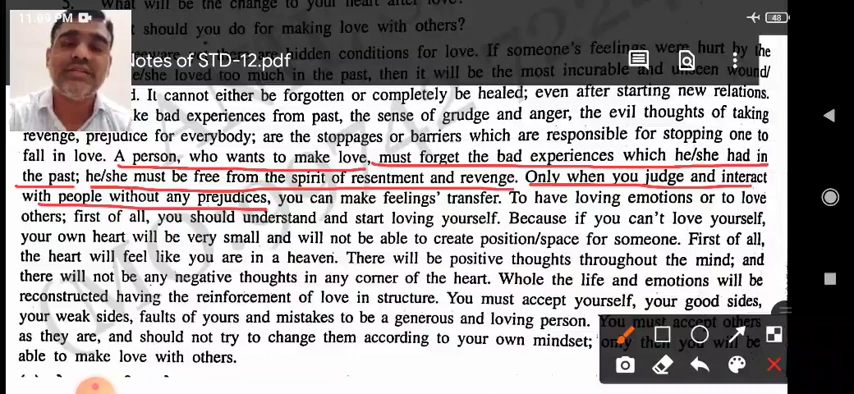 5. What will be the change to your heart after love?
11:09 PM 48
t should you do for making love with others?
there are hidden conditions for love. If someone's feelings were hurt by the
Notes of STD-12.pdf
he/she loved too much in the past, then it will be the most incurable and unseen wound/
d. It cannot either be forgotten or completely be healed; even after starting new relations.
ke bad experiences from past, the sense of grudge and anger, the evil thoughts of taking
revenge, prejudice for everybody; are the stoppages or barriers which are responsible for stopping one to
fall in love. A person, who wants to make love, must forget the bad experiences which he/she had in
the past; he/she must be free from the spirit of resentment and revenge. Only when you judge and interact
with people without any prejudices, you can make feelings' transfer. To have loving emotions or to love
others; first of all, you should understand and start loving yourself. Because if you can't love yourself,
your own heart will be very small and will not be able to create position/space for someone. First of all,
the heart will feel like you are in a heaven. There will be positive thoughts throughout the mind; and
there will not be any negative thoughts in any corner of the heart. Whole the life and emotions will be
reconstructed having the reinforcement of love in structure. You must accept yourself, your good sides,
your weak sides, faults of yours and mistakes to be a generous and loving person. You must accept others
as they are, and should not try to change them according to your own mindset; only then you will be
able to make love with others.